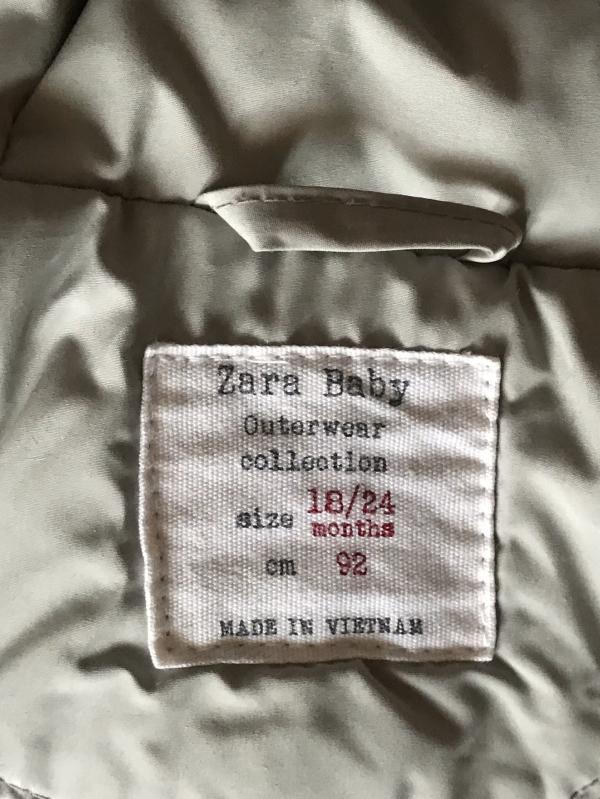 Zara Baby
Outerwear
collection
size 18/24
months
cm 92
MADE IN VIETNAM